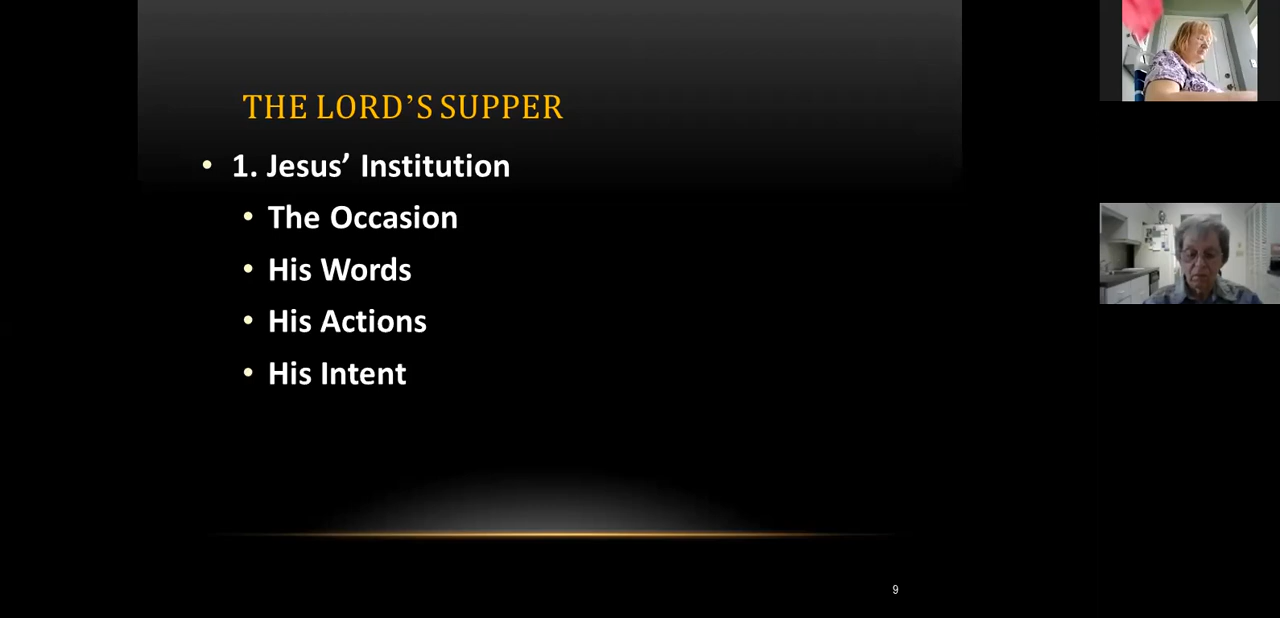 THE LORD’S SUPPER
• 1. Jesus’ Institution
• The Occasion
• His Words
• His Actions
• His Intent
9